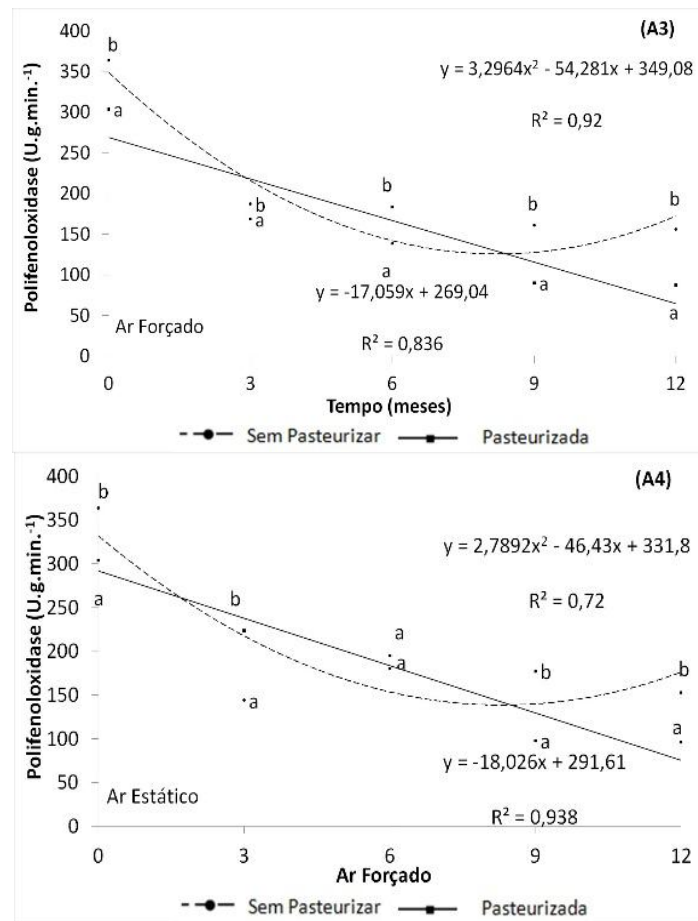 (A3)
Polifenoloxidase (U.g.min.⁻¹)
400
350
300
250
200
150
100
50
0
b
a
b
a
b
a
b
a
b
a
y = 3,2964x² - 54,281x + 349,08
R² = 0,92
y = -17,059x + 269,04
R² = 0,836
Ar Forçado
0 3 6 9 12
Tempo (meses)
Sem Pasteurizar Pasteurizada
(A4)
Polifenoloxidase (U.g.min.⁻¹)
400
350
300
250
200
150
100
50
0
b
a
b
a
a
a
b
a
b
a
y = 2,7892x² - 46,43x + 331,8
R² = 0,72
y = -18,026x + 291,61
R² = 0,938
Ar Estático
0 3 6 9 12
Ar Forçado
Sem Pasteurizar Pasteurizada